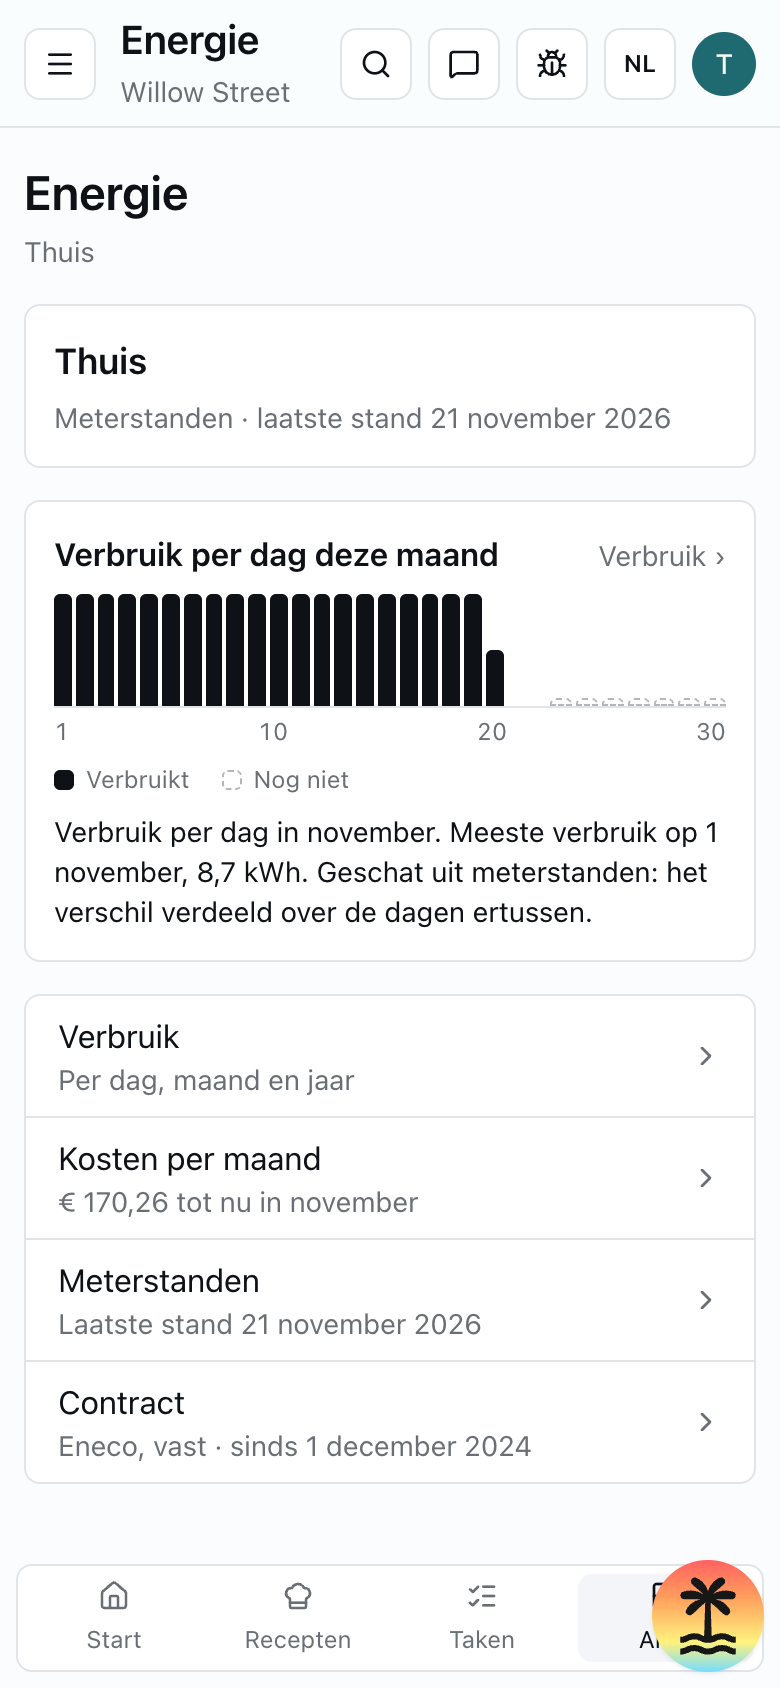 Energie
Willow Street
NL
T
Energie
Thuis
Thuis
Meterstanden · laatste stand 21 november 2026
Verbruik per dag deze maand
Verbruik ›
1 10 20 30
Verbruikt Nog niet
Verbruik per dag in november. Meeste verbruik op 1
november, 8,7 kWh. Geschat uit meterstanden: het
verschil verdeeld over de dagen ertussen.
Verbruik
Per dag, maand en jaar
Kosten per maand
€ 170,26 tot nu in november
Meterstanden
Laatste stand 21 november 2026
Contract
Eneco, vast · sinds 1 december 2024
Start Recepten Taken